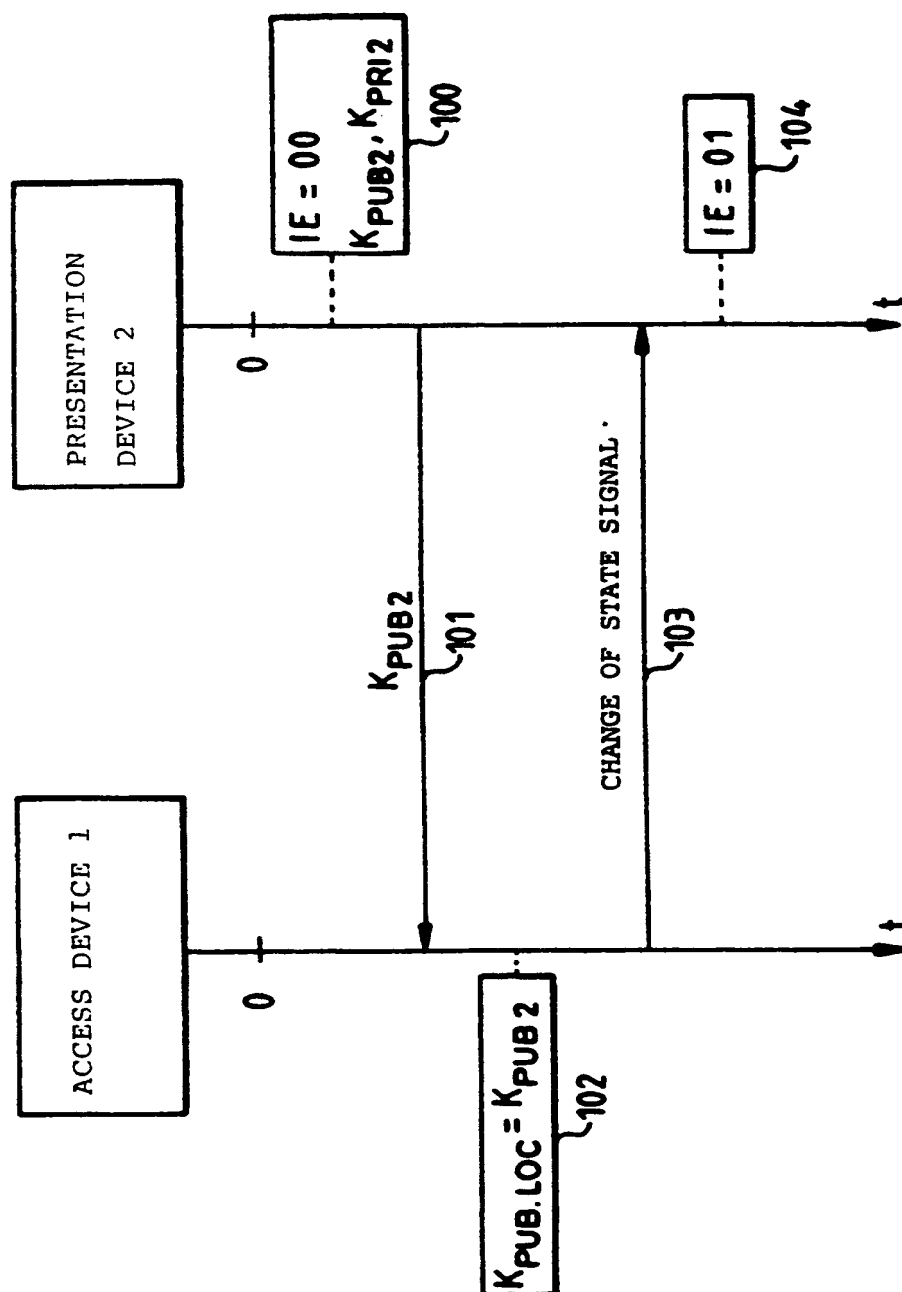 ACCESS DEVICE 1
PRESENTATION
DEVICE 2
0
0
IE = 00
KPUB2, KPRI2
100
KPUB2
101
KPUB.LOC = KPUB2
102
CHANGE OF STATE SIGNAL
103
IE = 01
104
t
t